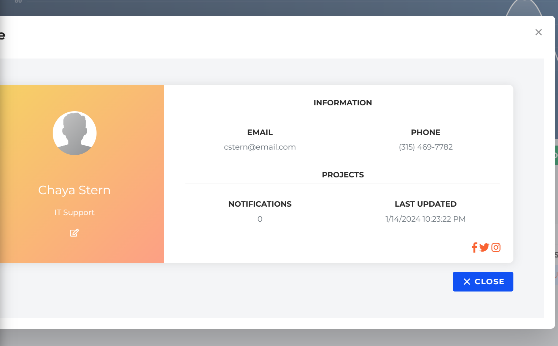 e
INFORMATION
EMAIL PHONE
cstern@email.com (315) 469-7782
Chaya Stern
IT Support
PROJECTS
NOTIFICATIONS LAST UPDATED
0 1/14/2024 10:23:22 PM
CLOSE